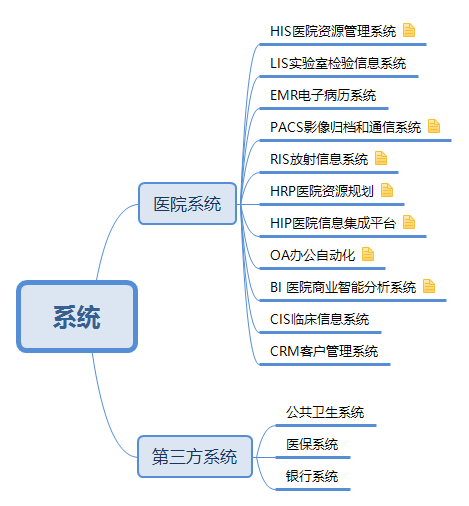 系统
医院系统
HIS医院资源管理系统
LIS实验室检验信息系统
EMR电子病历系统
PACS影像归档和通信系统
RIS放射信息系统
HRP医院资源规划
HIP医院信息集成平台
OA办公自动化
BI 医院商业智能分析系统
CIS临床信息系统
CRM客户管理系统
第三方系统
公共卫生系统
医保系统
银行系统